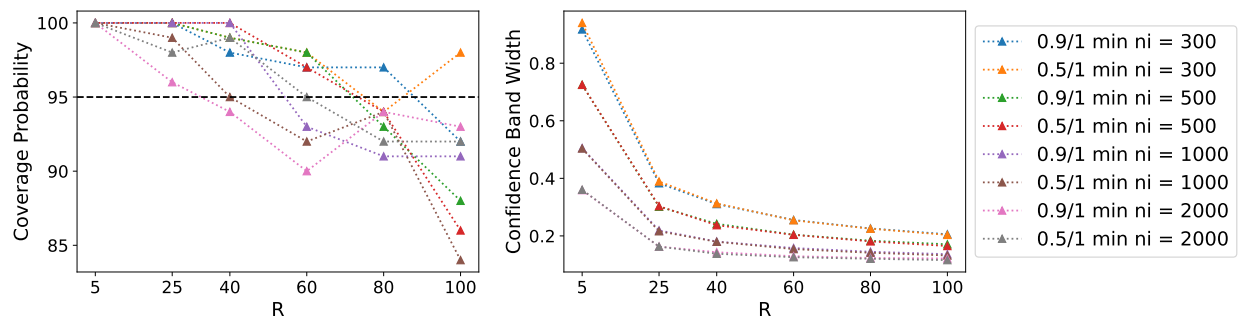 Coverage Probability
100
95
90
85
5 25 40 60 80 100
R
Confidence Band Width
0.8
0.6
0.4
0.2
5 25 40 60 80 100
R
0.9/1 min ni = 300
0.5/1 min ni = 300
0.9/1 min ni = 500
0.5/1 min ni = 500
0.9/1 min ni = 1000
0.5/1 min ni = 1000
0.9/1 min ni = 2000
0.5/1 min ni = 2000